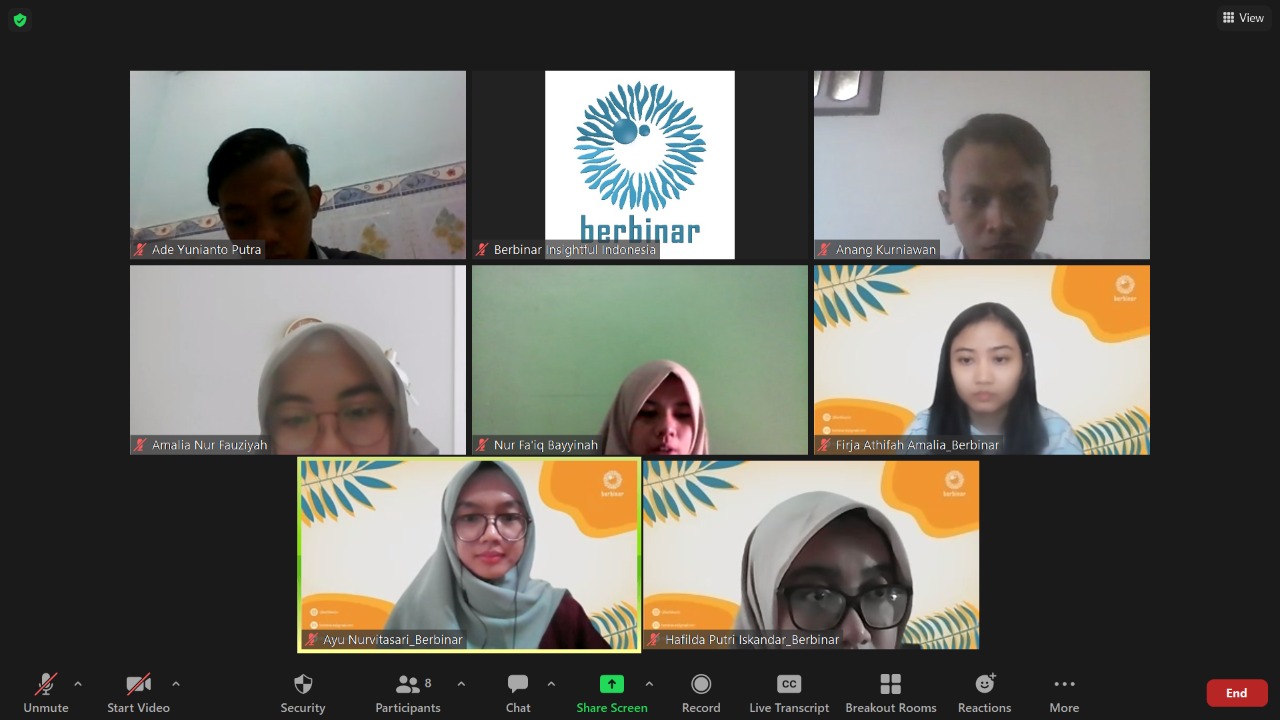 View
berbinar
Ade Yunianto Putra
Berbinar Insightful Indonesia
Anang Kurniawan
berbinar
Amalia Nur Fauziyah
Nur Fa'iq Bayyinah
Firja Athifah Amalia_Berbinar
berbinar
berbinar
Ayu Nurvitasari_Berbinar
Hafilda Putri Iskandar_Berbinar
Unmute
Start Video
Security
Participants
8
Chat
Share Screen
Record
CC
Live Transcript
Breakout Rooms
Reactions
More
End